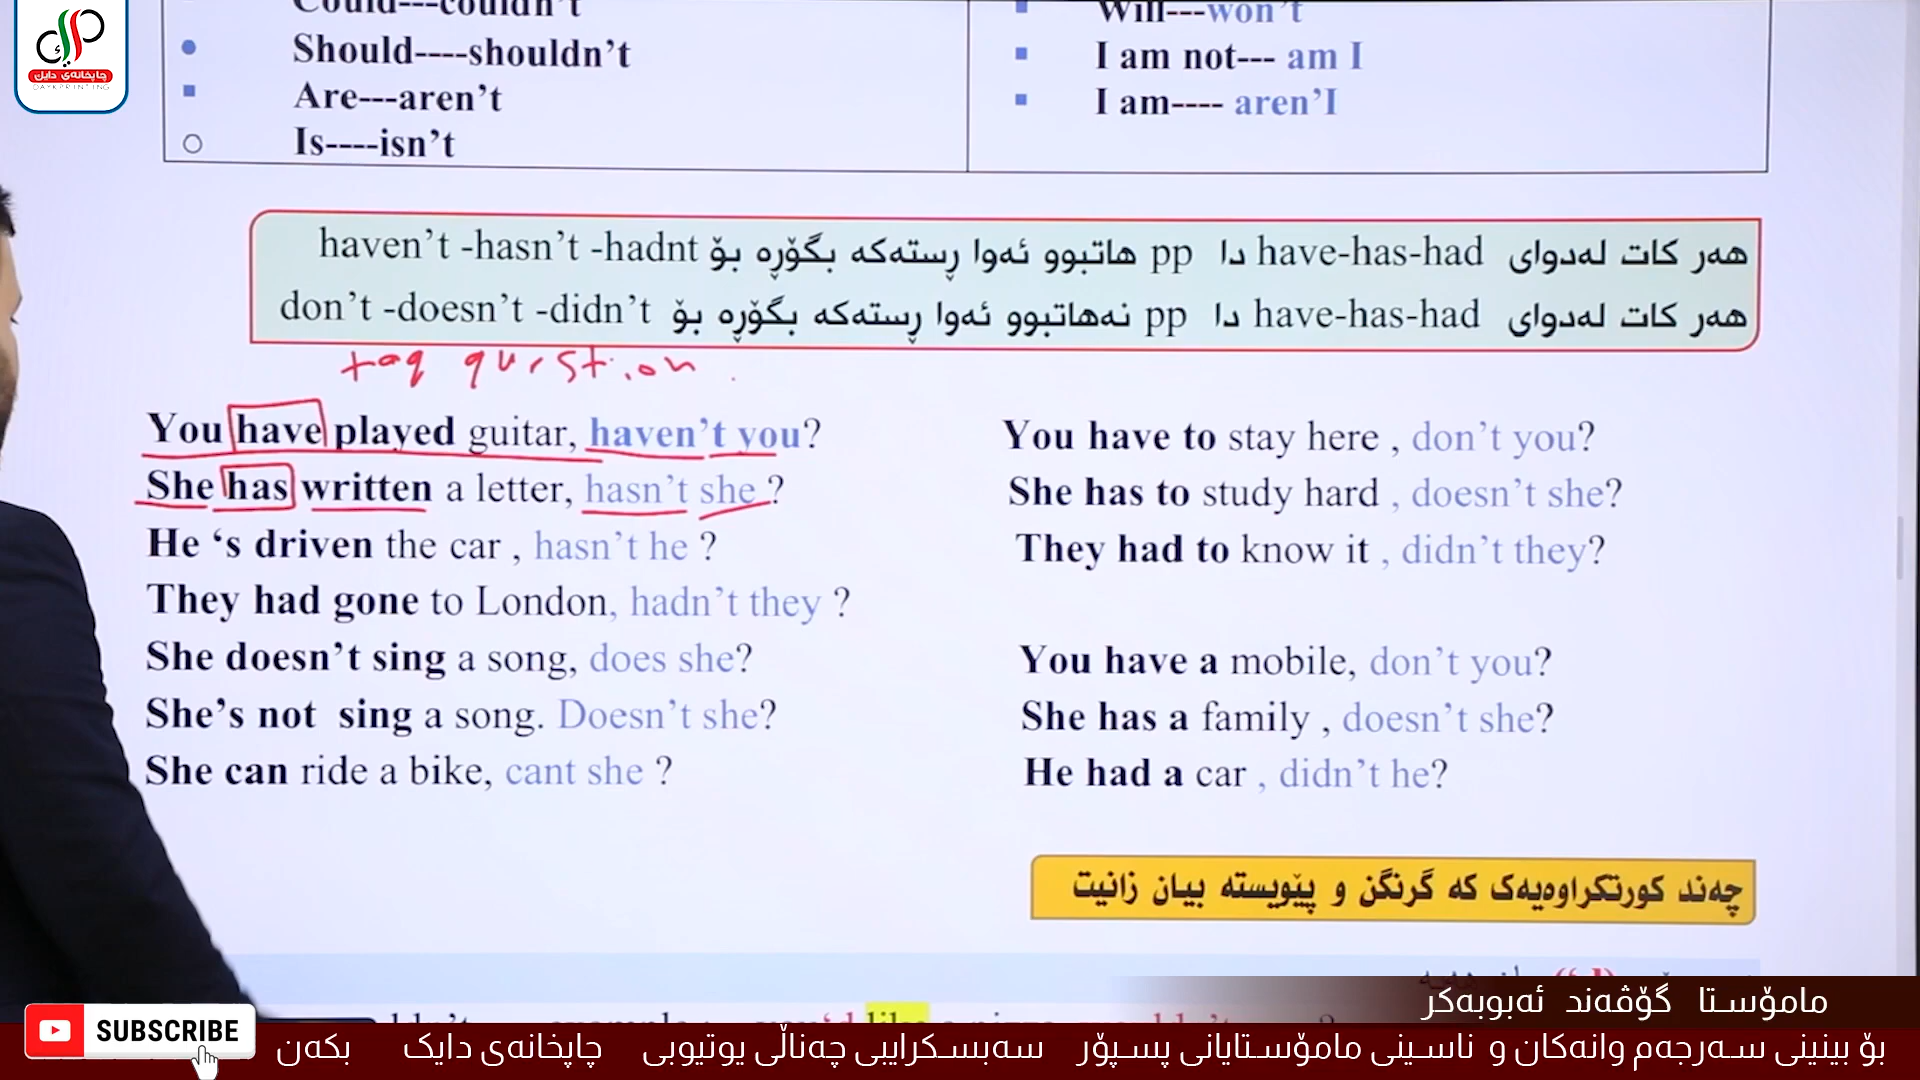 چاپخانەی دایک
DAYK PRINTING
Could---couldn’t
Should----shouldn’t
Are---aren’t
Is----isn’t
Will---won’t
I am not--- am I
I am---- aren’I
هەر کات لەدوای have-has-had دا pp هاتبوو ئەوا ڕستەکە بگۆڕە بۆ haven’t -hasn’t -hadnt
هەر کات لەدوای have-has-had دا pp نەهاتبوو ئەوا ڕستەکە بگۆڕە بۆ don’t -doesn’t -didn’t
taq qurstion .
You have played guitar, haven’t you?
She has written a letter, hasn’t she ?
He ‘s driven the car , hasn’t he ?
They had gone to London, hadn’t they ?
She doesn’t sing a song, does she?
She’s not sing a song. Doesn’t she?
She can ride a bike, cant she ?
You have to stay here , don’t you?
She has to study hard , doesn’t she?
They had to know it , didn’t they?
You have a mobile, don’t you?
She has a family , doesn’t she?
He had a car , didn’t he?
چەند کورتکراوەیەک کە گرنگن و پێویستە بیان زانیت
like
مامۆستا گۆڤەند ئەبوبەکر
SUBSCRIBE
بۆ بینینی سەرجەم وانەکان و ناسینی مامۆستایانی پسپۆر سەبسکرایبی چەناڵی یوتیوبی چاپخانەی دایک بکەن